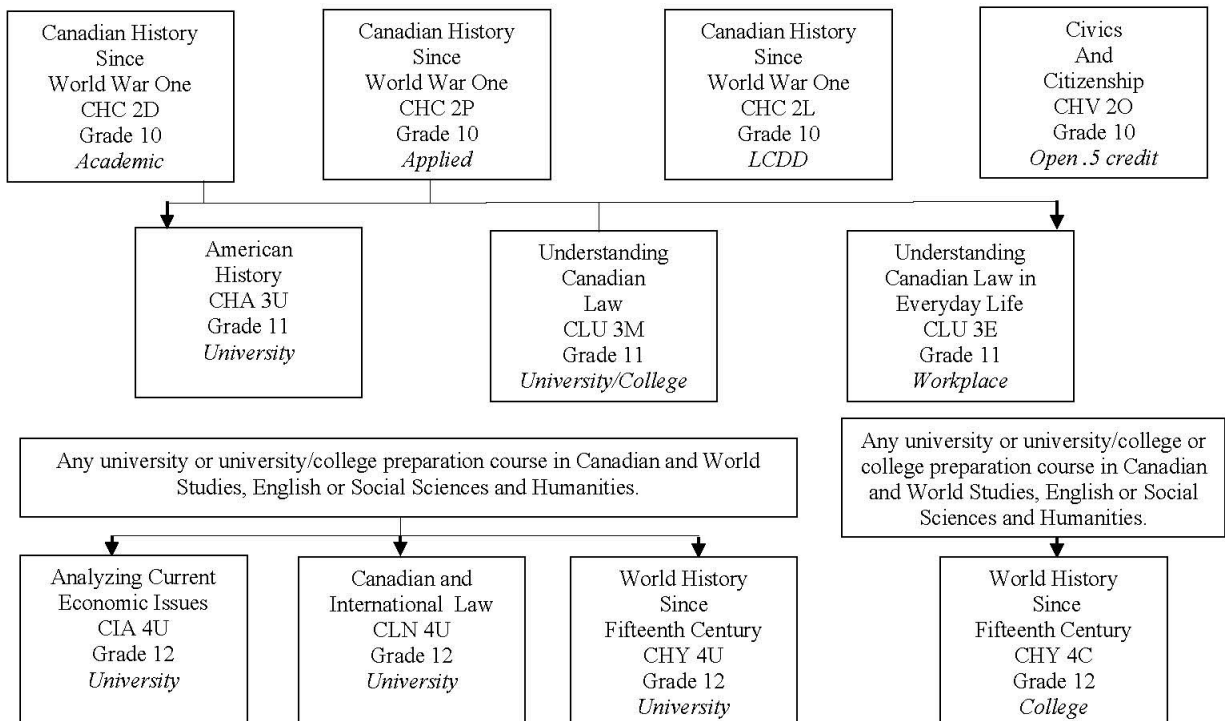 Canadian History
Since
World War One
CHC 2D
Grade 10
Academic
Canadian History
Since
World War One
CHC 2P
Grade 10
Applied
Canadian History
Since
World War One
CHC 2L
Grade 10
LCDD
Civics
And
Citizenship
CHV 2O
Grade 10
Open .5 credit
American
History
CHA 3U
Grade 11
University
Understanding
Canadian
Law
CLU 3M
Grade 11
University/College
Understanding
Canadian Law in
Everyday Life
CLU 3E
Grade 11
Workplace
Any university or university/college preparation course in Canadian and World
Studies, English or Social Sciences and Humanities.
Any university or university/college or
college preparation course in Canadian
and World Studies, English or Social
Sciences and Humanities.
Analyzing Current
Economic Issues
CIA 4U
Grade 12
University
Canadian and
International Law
CLN 4U
Grade 12
University
World History
Since
Fifteenth Century
CHY 4U
Grade 12
University
World History
Since
Fifteenth Century
CHY 4C
Grade 12
College